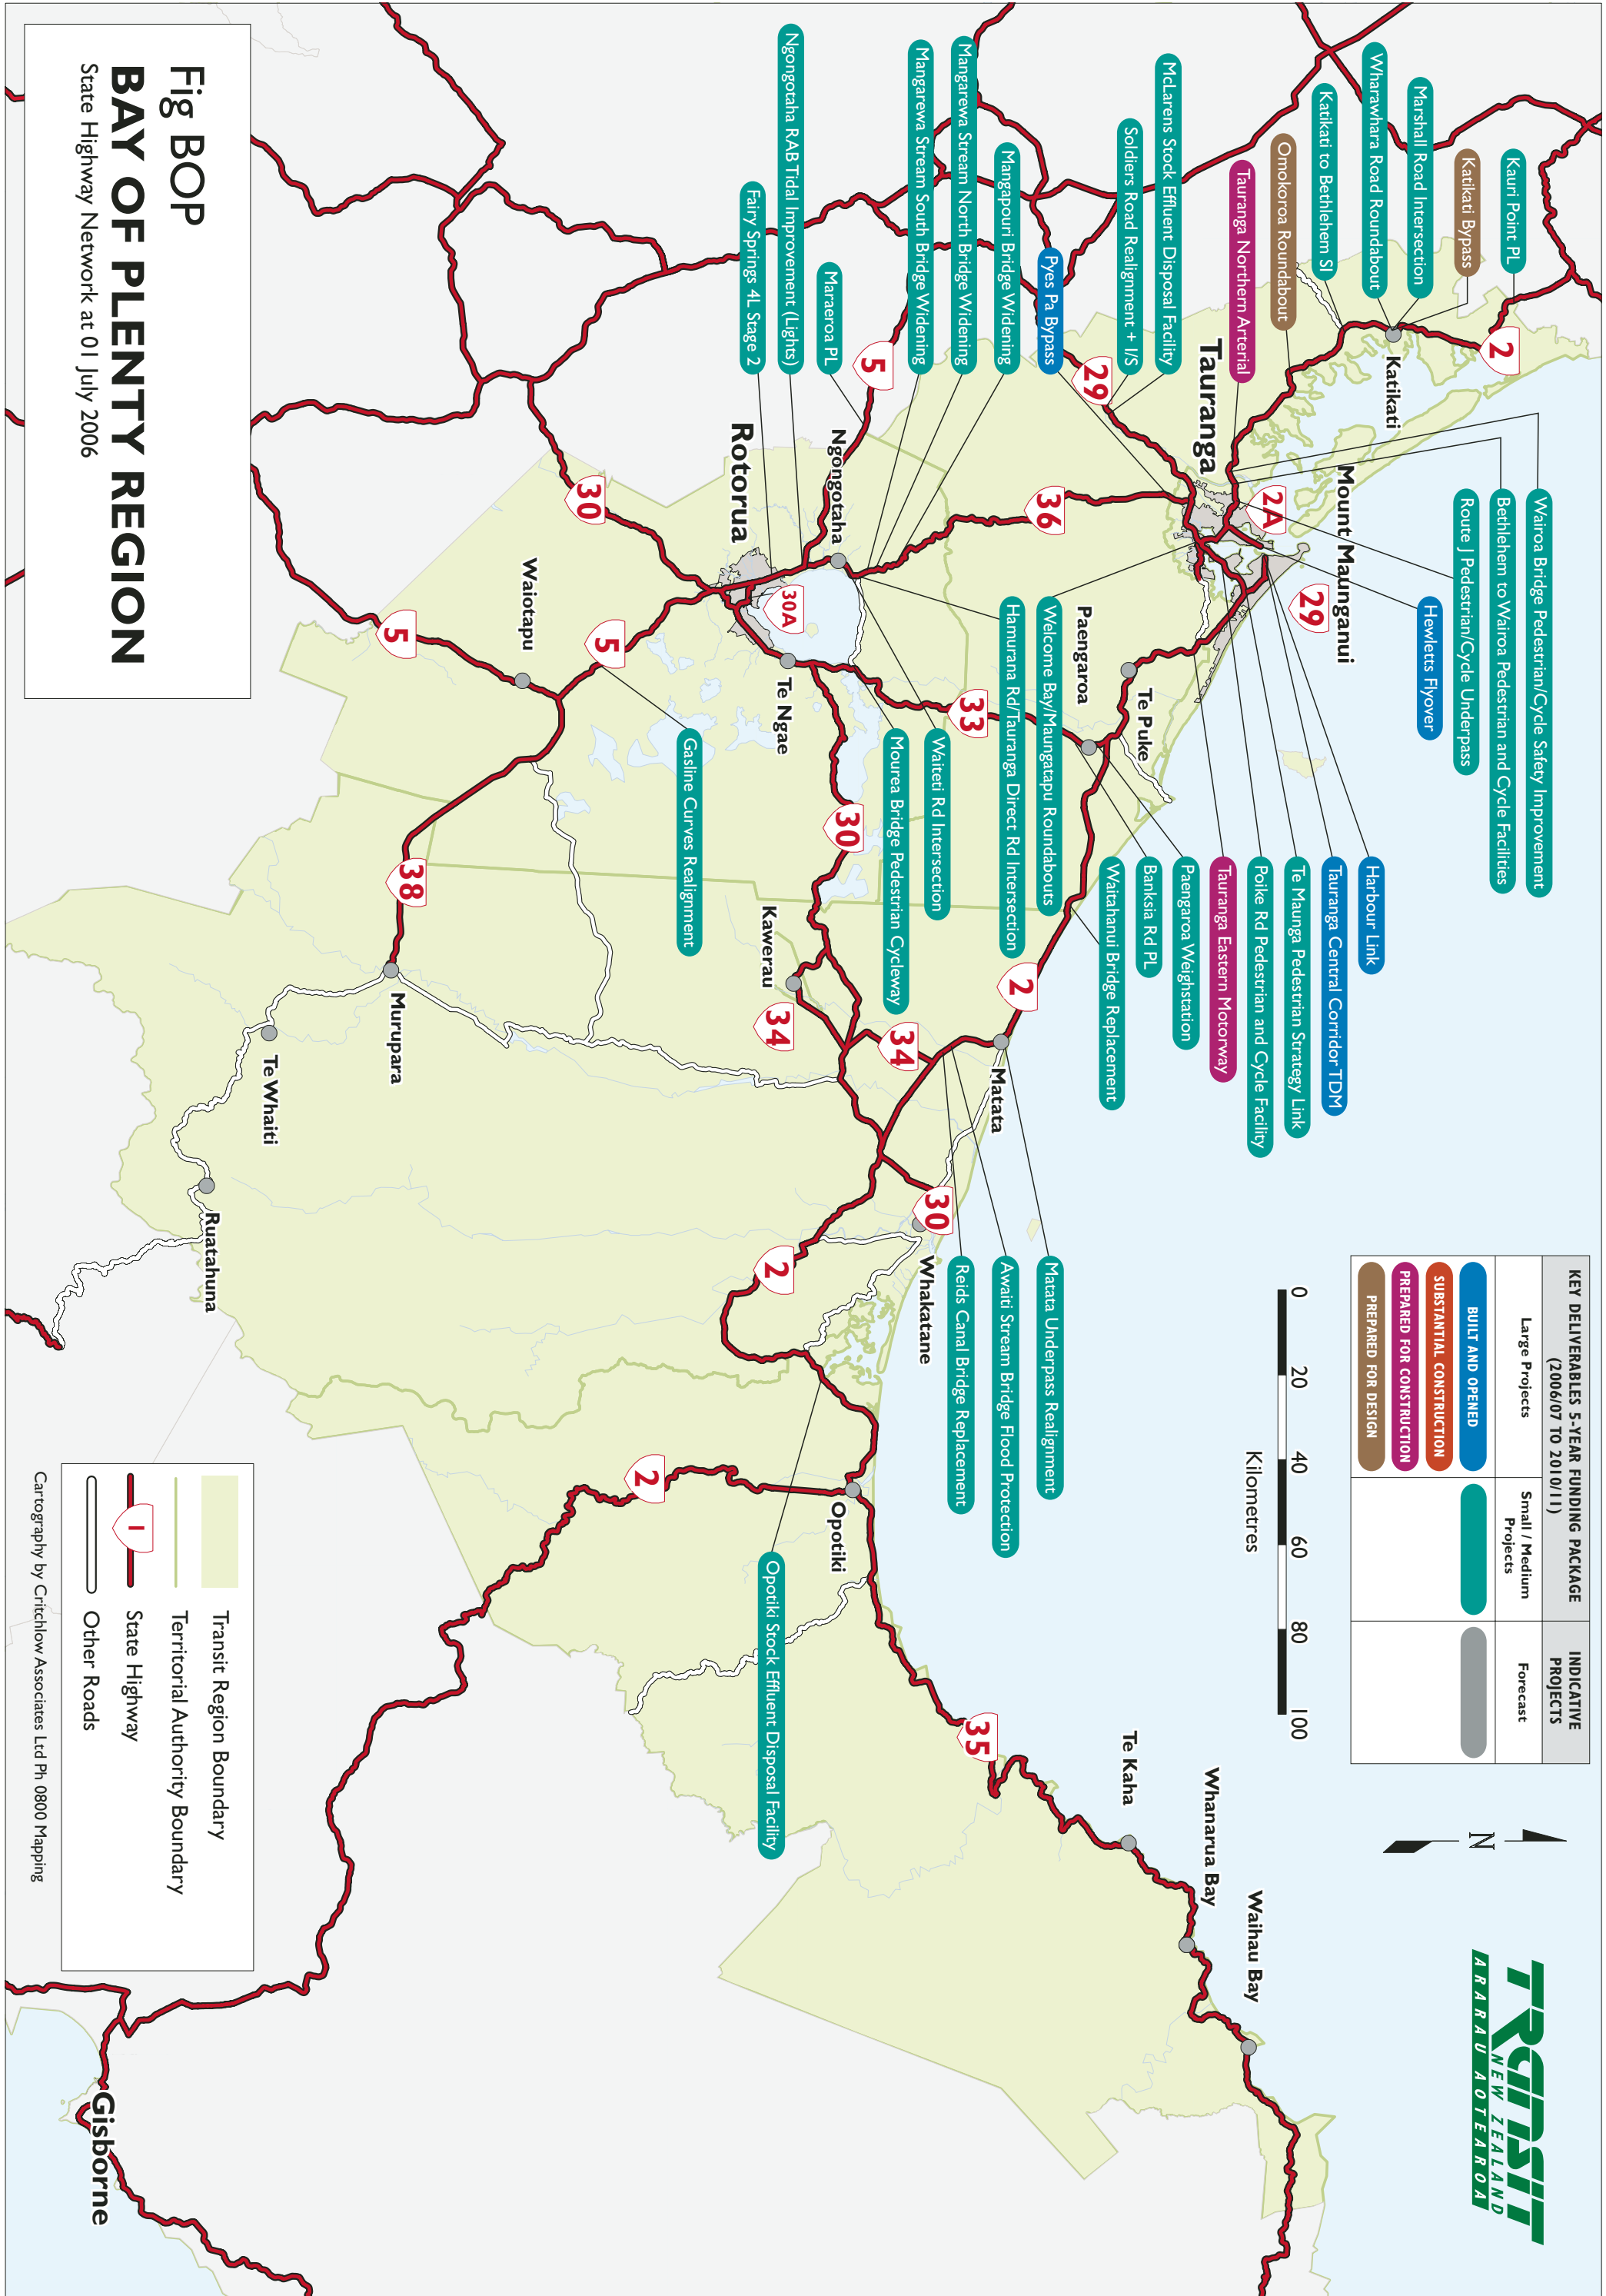 TRANSIT
NEW ZEALAND
ARARAU AOTEAROA
KEY DELIVERABLES 5-YEAR FUNDING PACKAGE
(2006/07 TO 2010/11)
INDICATIVE
PROJECTS
Large Projects
Small / Medium
Projects
Forecast
BUILT AND OPENED
SUBSTANTIAL CONSTRUCTION
PREPARED FOR CONSTRUCTION
PREPARED FOR DESIGN
N
0
20
40
60
80
100
Kilometres
Kauri Point PL
Katikati Bypass
Marshall Road Intersection
Wharawhara Road Roundabout
Katikati to Bethlehem SI
Omokoroa Roundabout
Tauranga Northern Arterial
McLarens Stock Effluent Disposal Facility
Soldiers Road Realignment + I/S
Pyes Pa Bypass
Mangapouri Bridge Widening
Mangarewa Stream North Bridge Widening
Mangarewa Stream South Bridge Widening
Maraeroa PL
Ngongotaha RAB Tidal Improvement (Lights)
Fairy Springs 4L Stage 2
Wairoa Bridge Pedestrian/Cycle Safety Improvement
Bethlehem to Wairoa Pedestrian and Cycle Facilities
Route J Pedestrian/Cycle Underpass
Hewletts Flyover
Harbour Link
Tauranga Central Corridor TDM
Te Maunga Pedestrian Strategy Link
Poike Rd Pedestrian and Cycle Facility
Tauranga Eastern Motorway
Paengaroa Weighstation
Banksia Rd PL
Waitahanui Bridge Replacement
Welcome Bay/Maungatapu Roundabouts
Hamurana Rd/Tauranga Direct Rd Intersection
Waiteti Rd Intersection
Mourea Bridge Pedestrian Cycleway
Gasline Curves Realignment
Matata Underpass Realignment
Awaiti Stream Bridge Flood Protection
Reids Canal Bridge Replacement
Opotiki Stock Effluent Disposal Facility
2
Katikati
Mount Maunganui
Tauranga
2A
29
29
36
Te Puke
Paengaroa
33
5
Ngongotaha
Rotorua
30A
Te Ngae
30
30
5
5
Waiotapu
38
Murupara
Te Whaiti
Ruatahuna
Kawerau
34
34
2
Matata
30
Whakatane
2
2
Opotiki
35
Te Kaha
Whanarua Bay
Waihau Bay
Gisborne
Fig BOP
BAY OF PLENTY REGION
State Highway Network at 01 July 2006
Transit Region Boundary
Territorial Authority Boundary
1
State Highway
Other Roads
Cartography by Critchlow Associates Ltd Ph 0800 Mapping